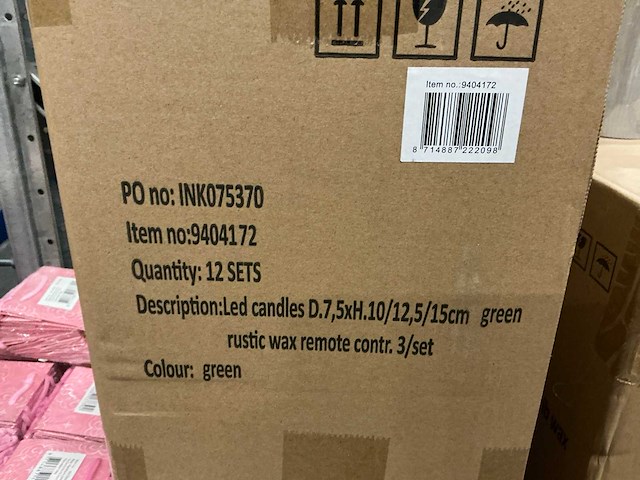 Item no.:9404172
8 714887 222098
PO no: INK075370
Item no:9404172
Quantity: 12 SETS
Description:Led candles D.7,5xH.10/12,5/15cm green
rustic wax remote contr. 3/set
Colour: green
wax